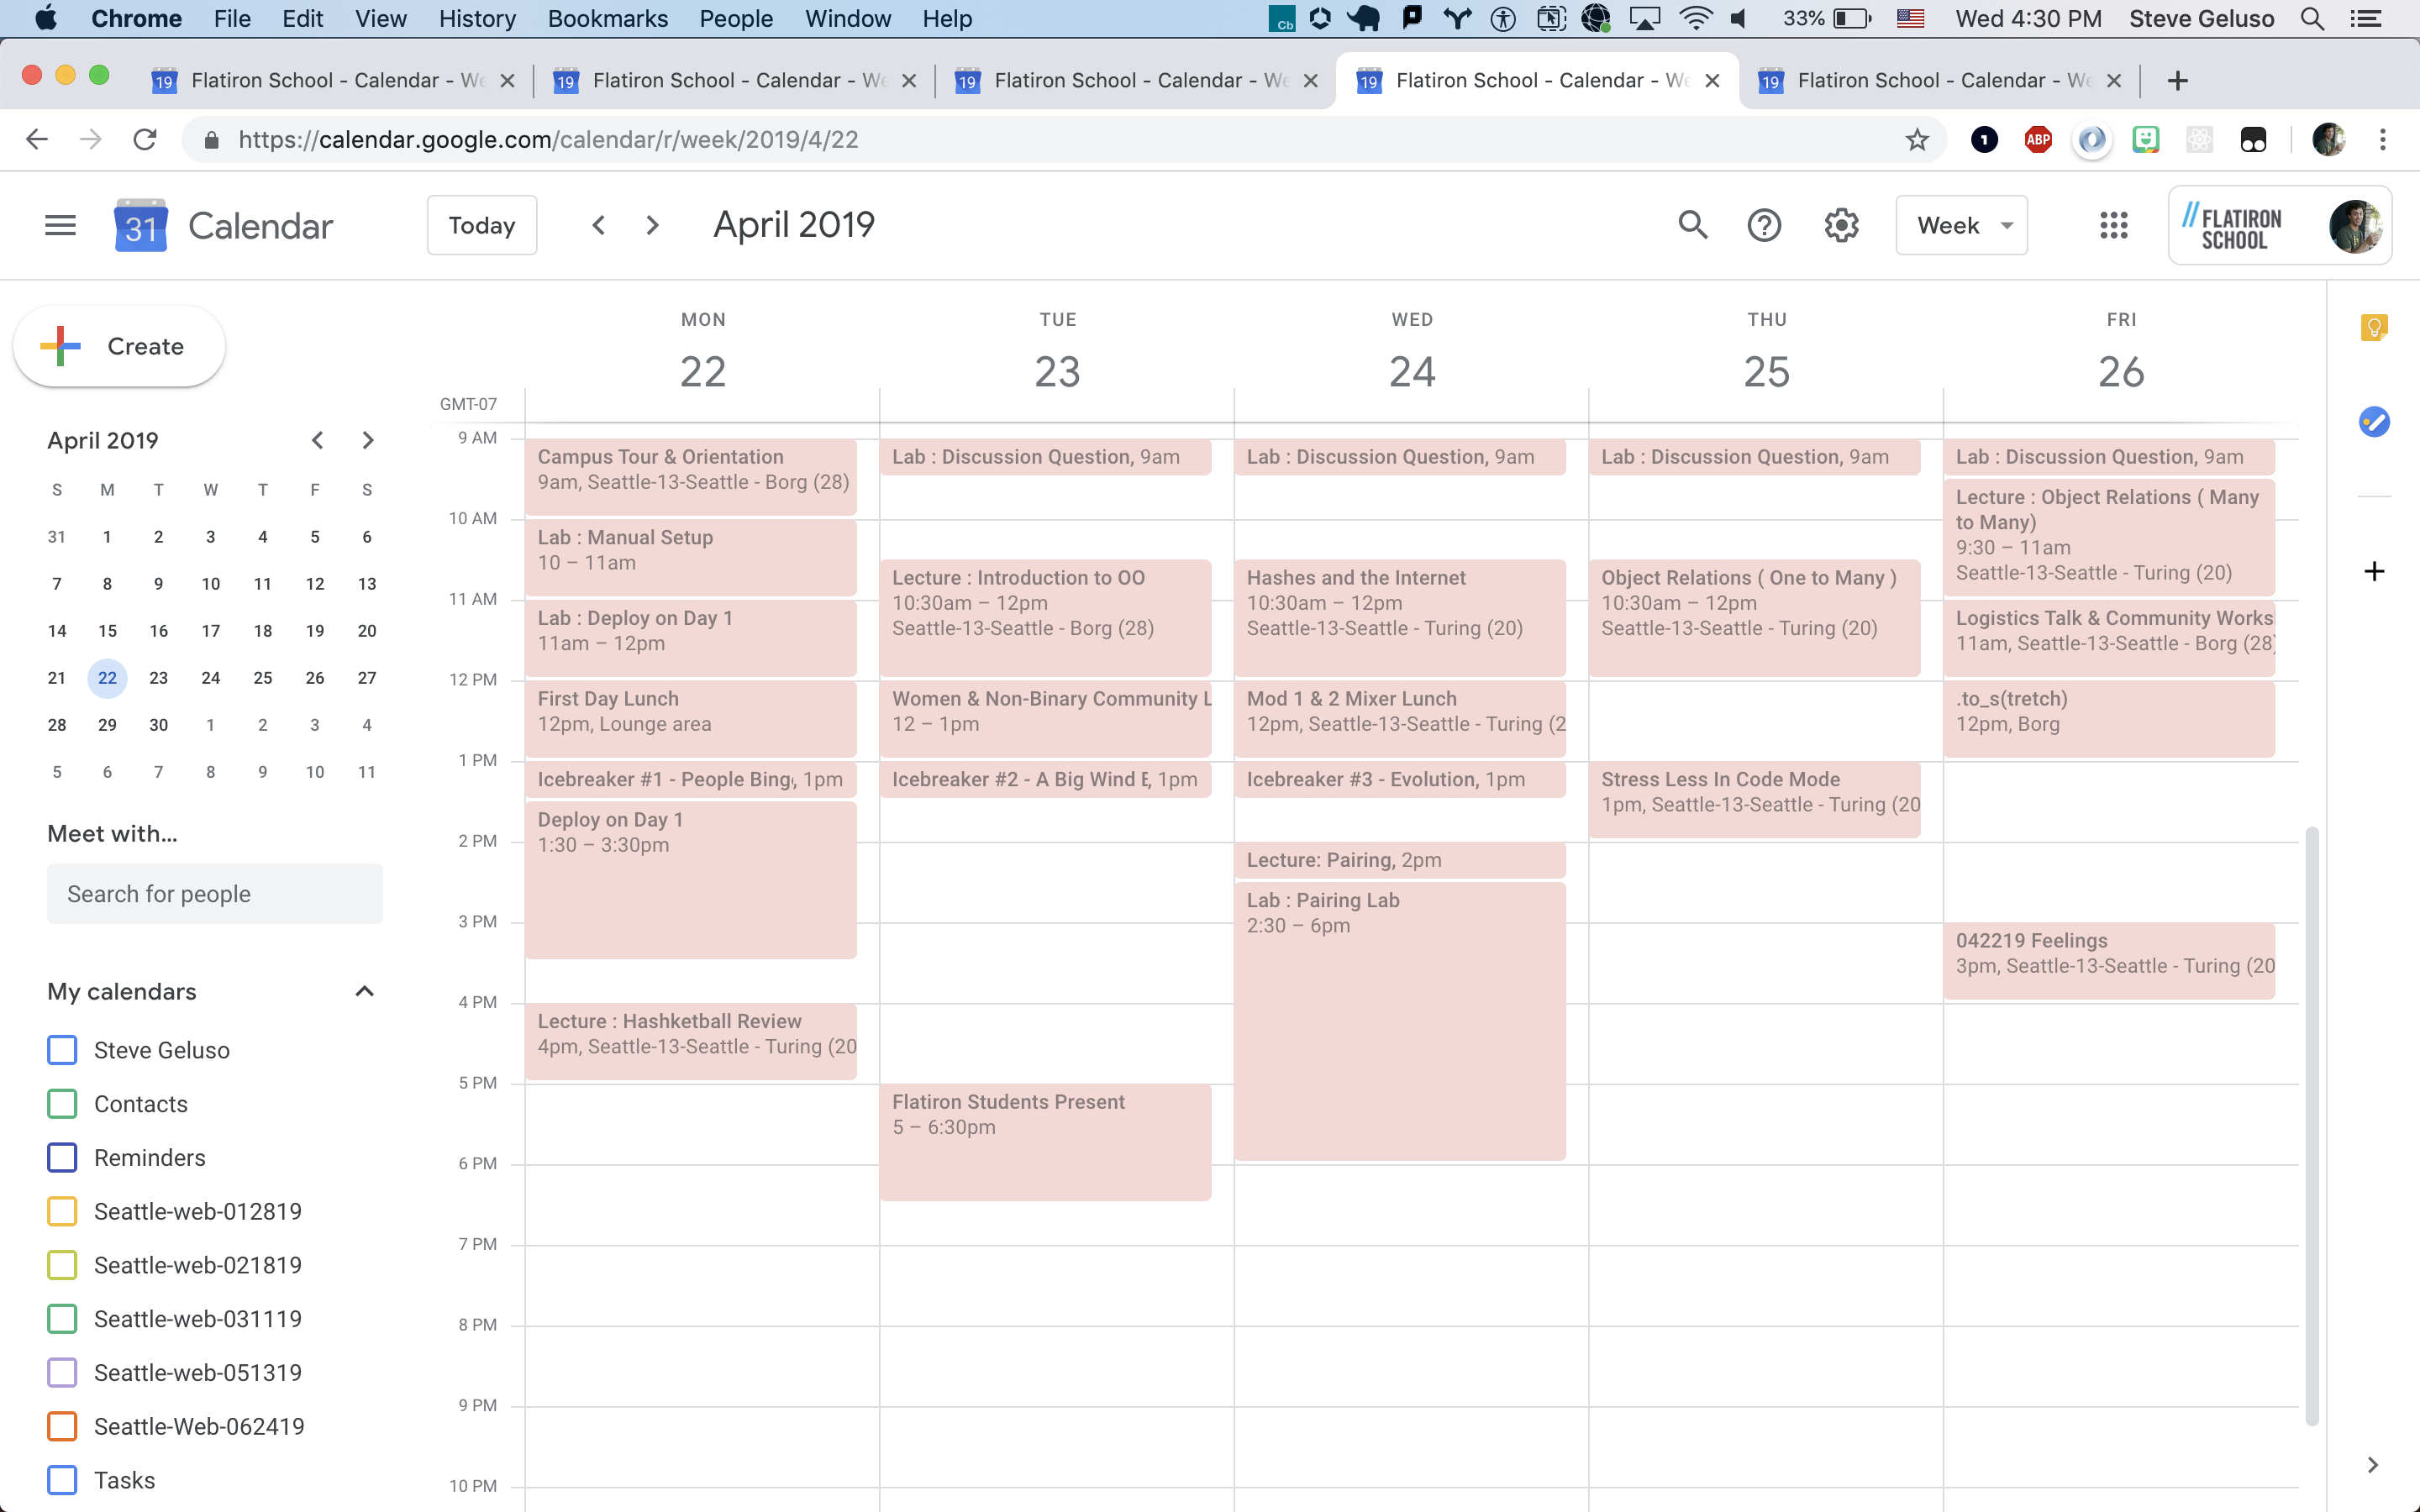 Chrome File Edit View History Bookmarks People Window Help Cb 33% Wed 4:30 PM Steve Geluso
19 Flatiron School - Calendar - We
19 Flatiron School - Calendar - We
19 Flatiron School - Calendar - We
19 Flatiron School - Calendar - We
19 Flatiron School - Calendar - We
https://calendar.google.com/calendar/r/week/2019/4/22
1 ABP
31 Calendar Today April 2019 Week
// FLATIRON
SCHOOL
Create
April 2019
S M T W T F S
31 1 2 3 4 5 6
7 8 9 10 11 12 13
14 15 16 17 18 19 20
21 22 23 24 25 26 27
28 29 30 1 2 3 4
5 6 7 8 9 10 11
Meet with...
Search for people
My calendars
Steve Geluso
Contacts
Reminders
Seattle-web-012819
Seattle-web-021819
Seattle-web-031119
Seattle-web-051319
Seattle-Web-062419
Tasks
GMT-07
9 AM
10 AM
11 AM
12 PM
1 PM
2 PM
3 PM
4 PM
5 PM
6 PM
7 PM
8 PM
9 PM
10 PM
MON
22
Campus Tour & Orientation
9am, Seattle-13-Seattle - Borg (28)
Lab : Manual Setup
10 – 11am
Lab : Deploy on Day 1
11am – 12pm
First Day Lunch
12pm, Lounge area
Icebreaker #1 - People Bing, 1pm
Deploy on Day 1
1:30 – 3:30pm
Lecture : Hashketball Review
4pm, Seattle-13-Seattle - Turing (20
TUE
23
Lab : Discussion Question, 9am
Lecture : Introduction to OO
10:30am – 12pm
Seattle-13-Seattle - Borg (28)
Women & Non-Binary Community L
12 – 1pm
Icebreaker #2 - A Big Wind B, 1pm
Flatiron Students Present
5 – 6:30pm
WED
24
Lab : Discussion Question, 9am
Hashes and the Internet
10:30am – 12pm
Seattle-13-Seattle - Turing (20)
Mod 1 & 2 Mixer Lunch
12pm, Seattle-13-Seattle - Turing (2
Icebreaker #3 - Evolution, 1pm
Lecture: Pairing, 2pm
Lab : Pairing Lab
2:30 – 6pm
THU
25
Lab : Discussion Question, 9am
Object Relations ( One to Many )
10:30am – 12pm
Seattle-13-Seattle - Turing (20)
Stress Less In Code Mode
1pm, Seattle-13-Seattle - Turing (20
FRI
26
Lab : Discussion Question, 9am
Lecture : Object Relations ( Many
to Many)
9:30 – 11am
Seattle-13-Seattle - Turing (20)
Logistics Talk & Community Works
11am, Seattle-13-Seattle - Borg (28)
.to_s(tretch)
12pm, Borg
042219 Feelings
3pm, Seattle-13-Seattle - Turing (20